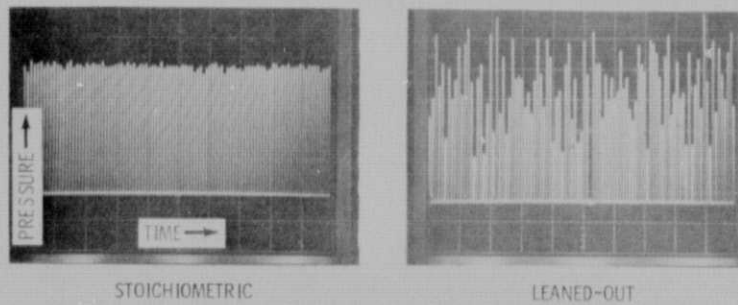 PRESSURE →
TIME →
STOICHIOMETRIC
LEANED-OUT